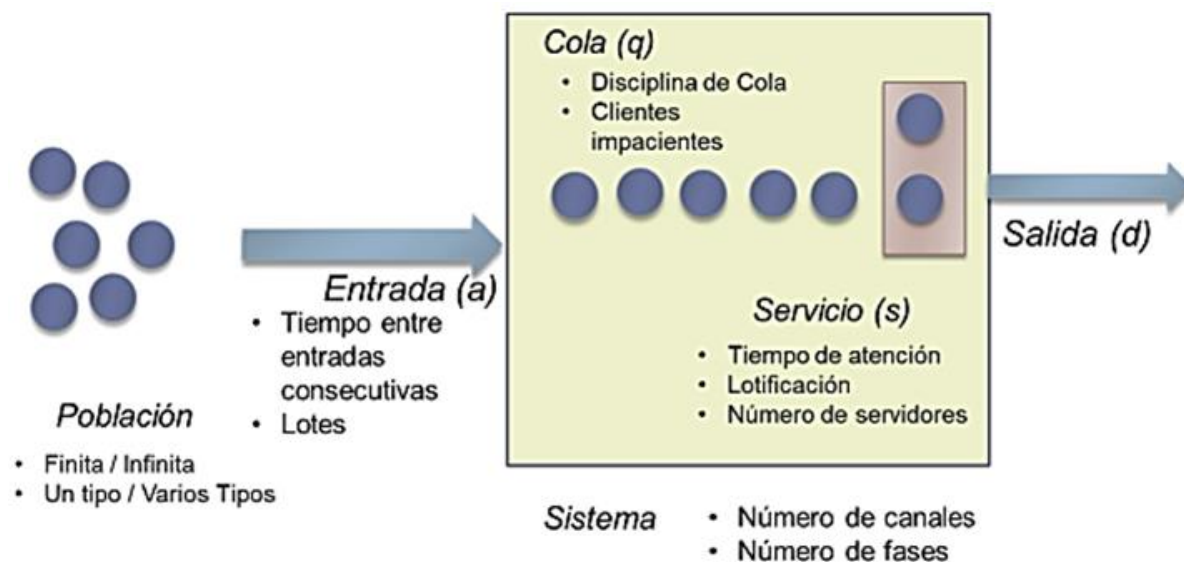 Población
• Finita / Infinita
• Un tipo / Varios Tipos
Entrada (a)
• Tiempo entre
entradas
consecutivas
• Lotes
Cola (q)
• Disciplina de Cola
• Clientes
impacientes
Servicio (s)
• Tiempo de atención
• Lotificación
• Número de servidores
Salida (d)
Sistema
• Número de canales
• Número de fases